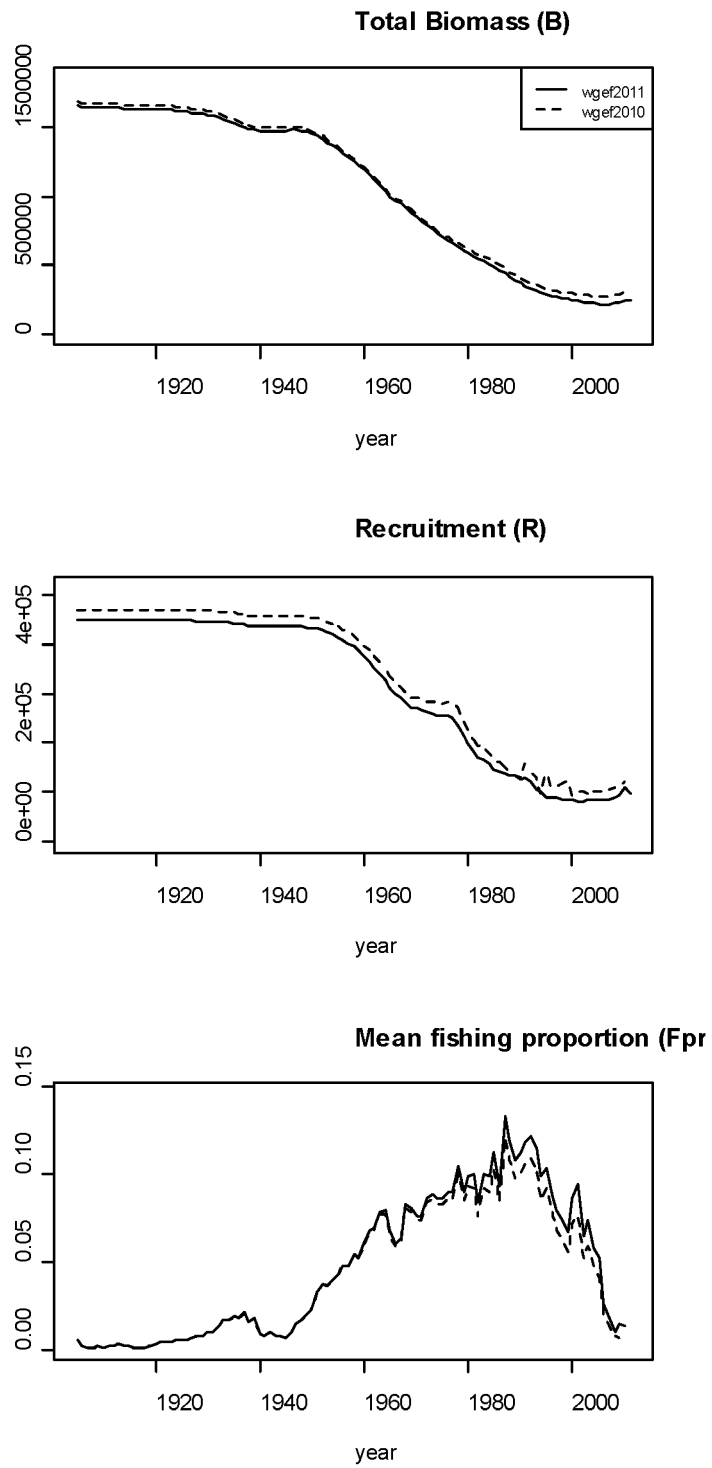 Total Biomass (B)
1500000
500000
0
wgef2011
wgef2010
1920 1940 1960 1980 2000
year
Recruitment (R)
4e+05
2e+05
0e+00
1920 1940 1960 1980 2000
year
Mean fishing proportion (Fpr
0.15
0.10
0.05
0.00
1920 1940 1960 1980 2000
year